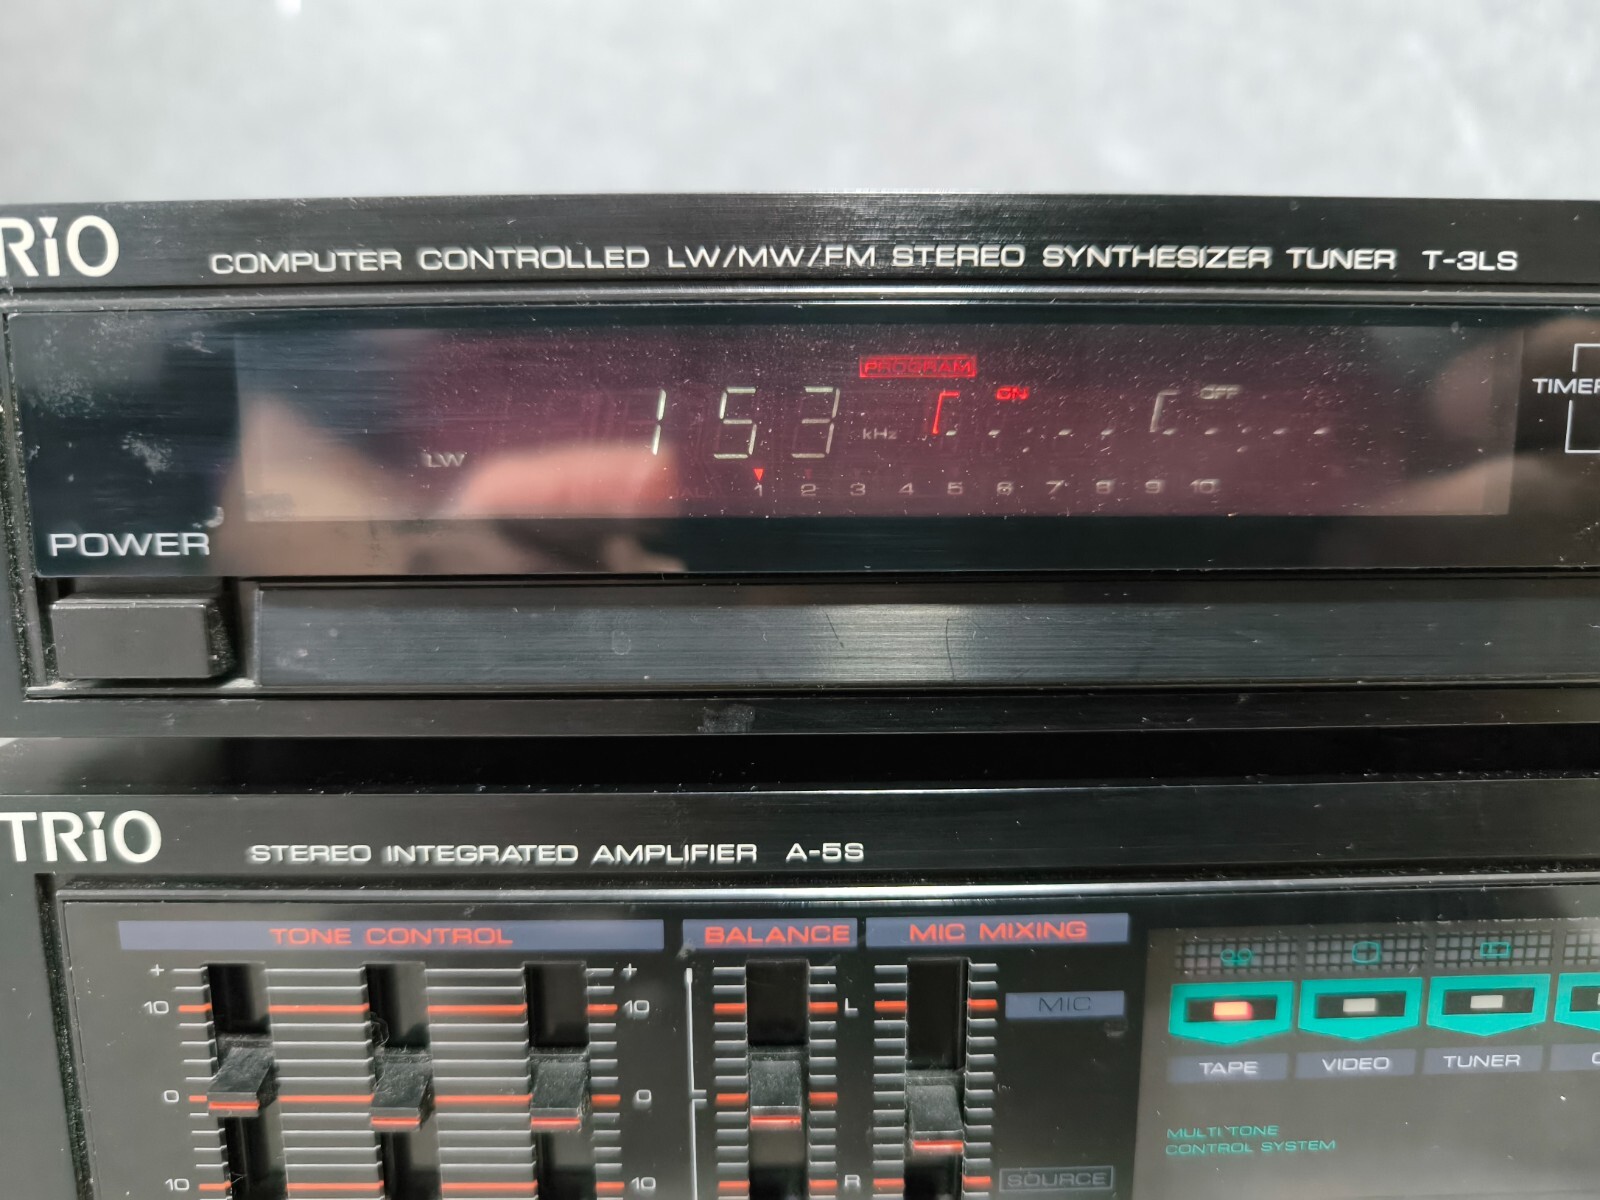 TRIO
COMPUTER CONTROLLED LW/MW/FM STEREO SYNTHESIZER TUNER T-3LS
PROGRAM
ON
OFF
TIMER
153 kHz
LW
1 2 3 4 5 6 7 8 9 10
POWER
TRIO
STEREO INTEGRATED AMPLIFIER A-5S
TONE CONTROL
BALANCE
MIC MIXING
+ +
10 10
L
MIC
TAPE
VIDEO
TUNER
0 0
MULTI TONE
CONTROL SYSTEM
10 10
R
SOURCE